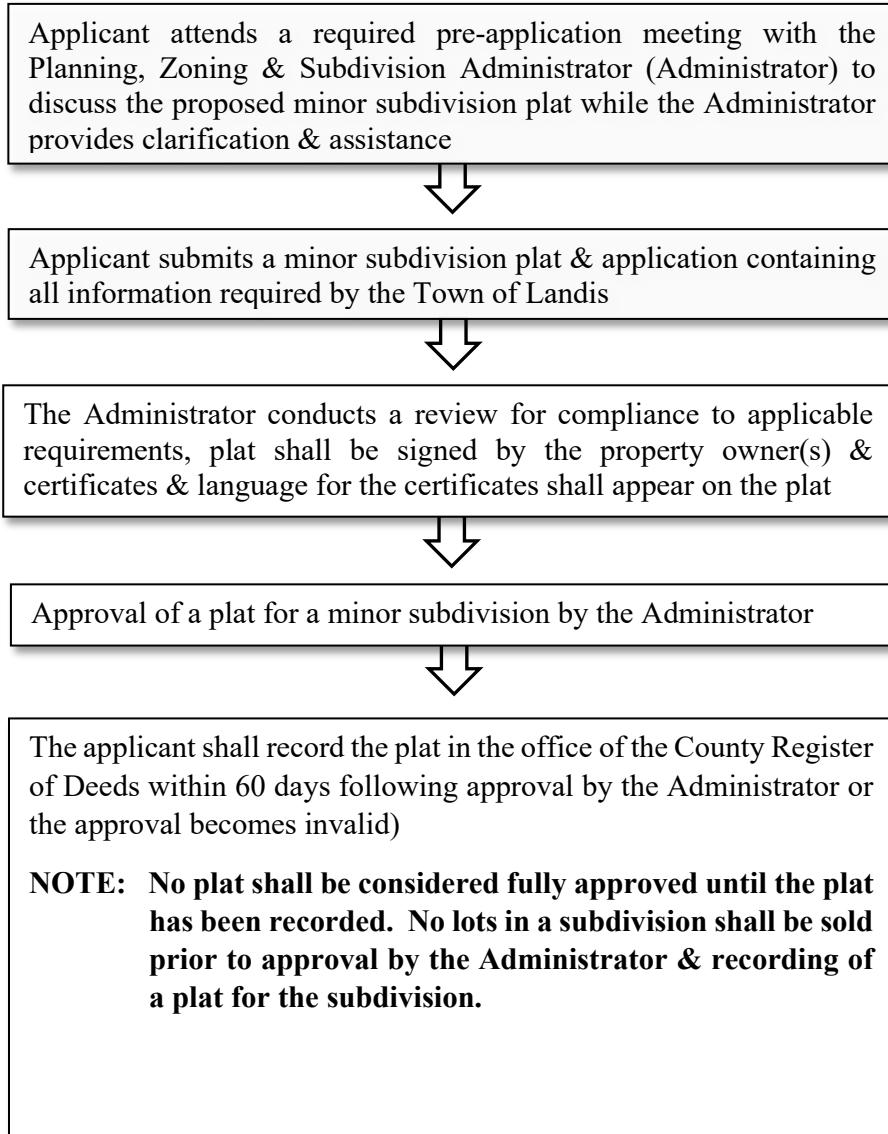 Applicant attends a required pre-application meeting with the
Planning, Zoning & Subdivision Administrator (Administrator) to
discuss the proposed minor subdivision plat while the Administrator
provides clarification & assistance
Applicant submits a minor subdivision plat & application containing
all information required by the Town of Landis
The Administrator conducts a review for compliance to applicable
requirements, plat shall be signed by the property owner(s) &
certificates & language for the certificates shall appear on the plat
Approval of a plat for a minor subdivision by the Administrator
The applicant shall record the plat in the office of the County Register
of Deeds within 60 days following approval by the Administrator or
the approval becomes invalid)
NOTE: No plat shall be considered fully approved until the plat
has been recorded. No lots in a subdivision shall be sold
prior to approval by the Administrator & recording of
a plat for the subdivision.